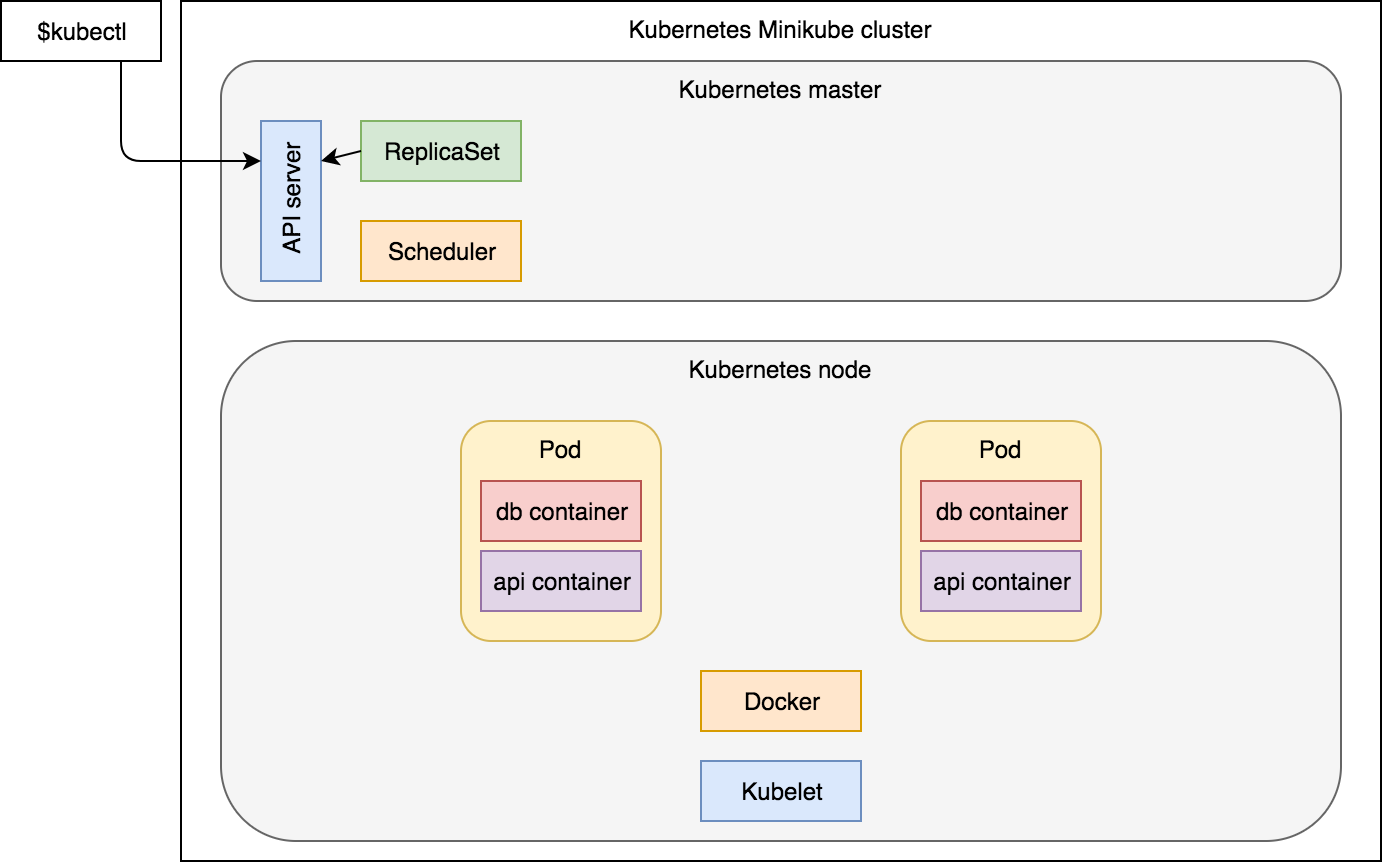 $kubectl
Kubernetes Minikube cluster
Kubernetes master
API server
ReplicaSet
Scheduler
Kubernetes node
Pod
db container
api container
Pod
db container
api container
Docker
Kubelet